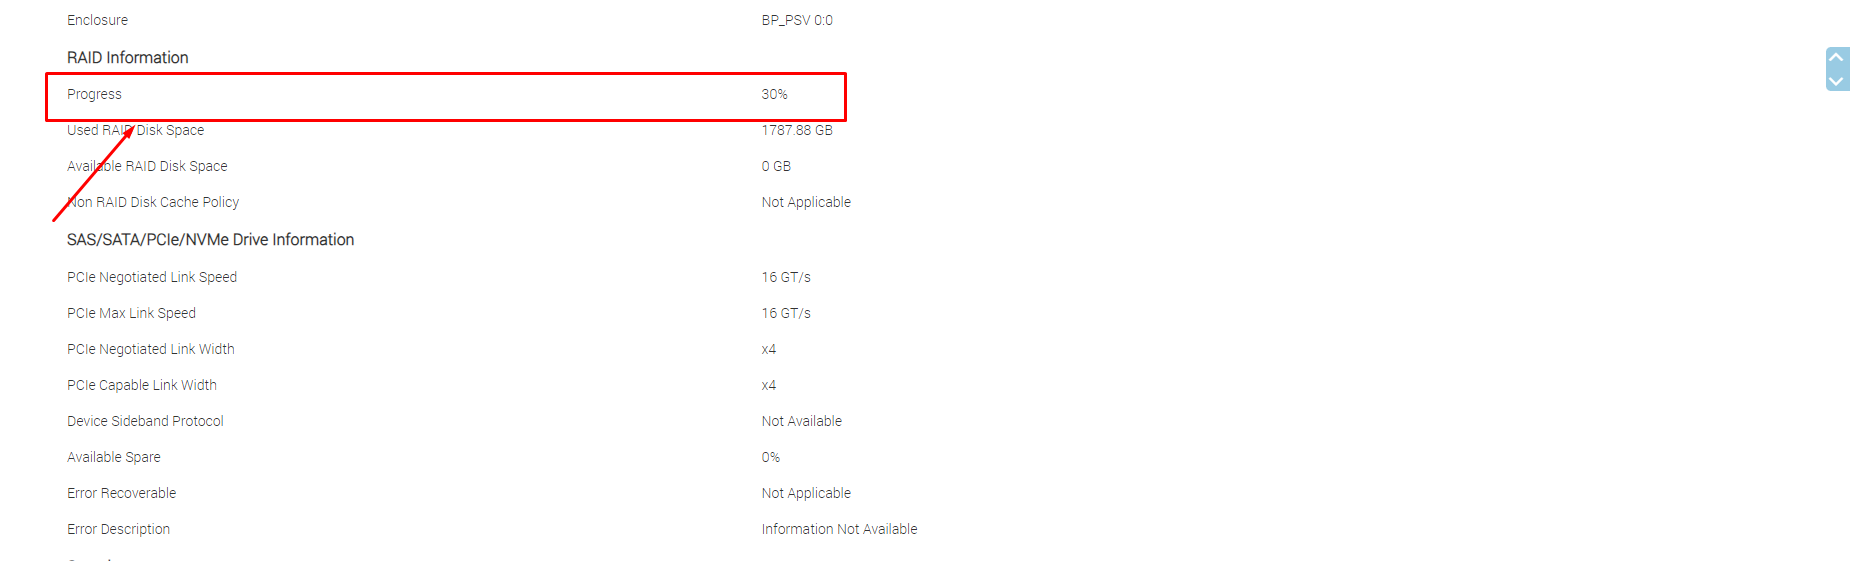 Enclosure BP_PSV 0:0
RAID Information
Progress 30%
Used RAID Disk Space 1787.88 GB
Available RAID Disk Space 0 GB
Non RAID Disk Cache Policy Not Applicable
SAS/SATA/PCIe/NVMe Drive Information
PCIe Negotiated Link Speed 16 GT/s
PCIe Max Link Speed 16 GT/s
PCIe Negotiated Link Width x4
PCIe Capable Link Width x4
Device Sideband Protocol Not Available
Available Spare 0%
Error Recoverable Not Applicable
Error Description Information Not Available